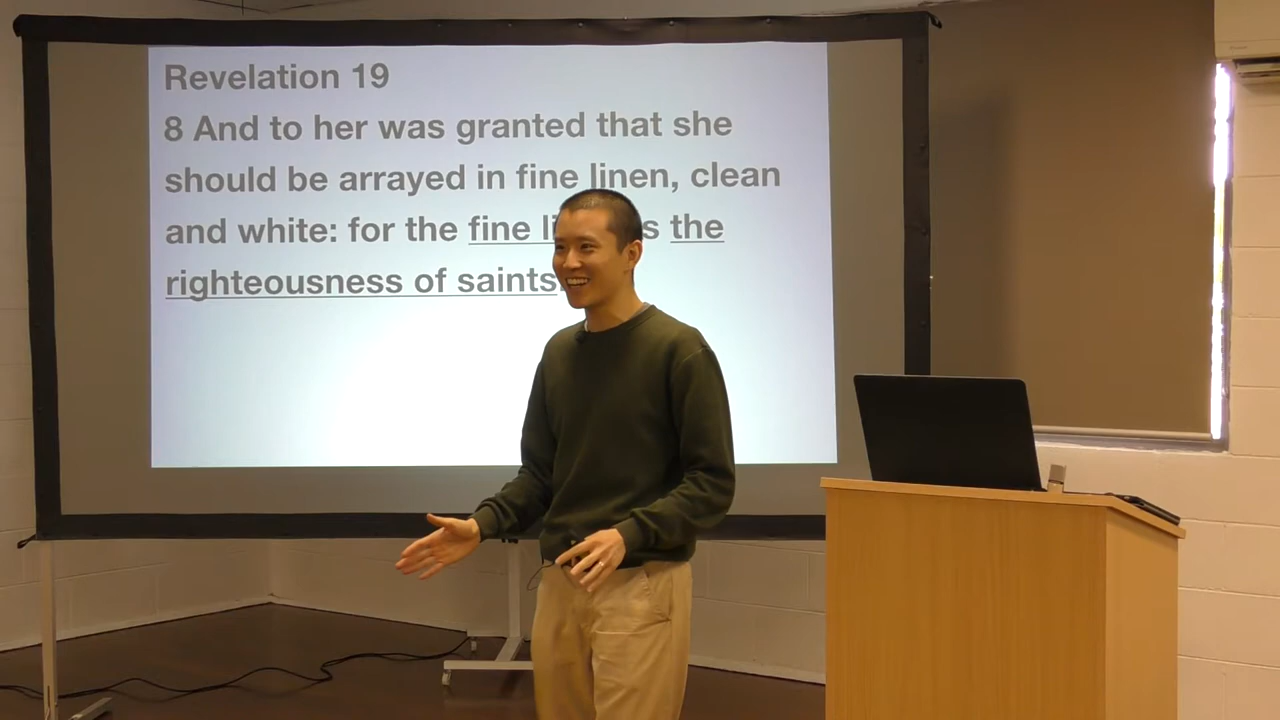 Revelation 19
8 And to her was granted that she
should be arrayed in fine linen, clean
and white: for the fine the
righteousness of saints